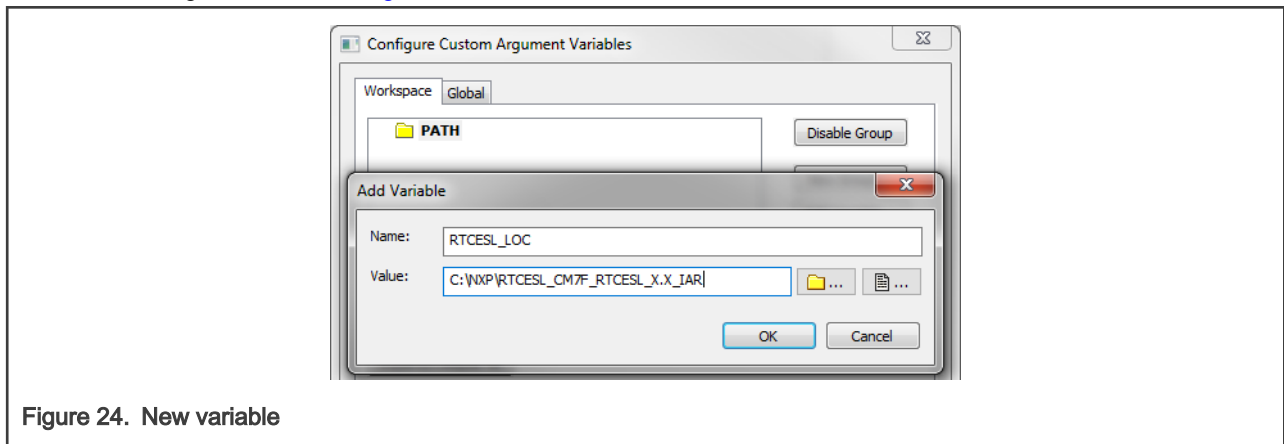 Configure Custom Argument Variables
Workspace Global
PATH
Disable Group
Add Variable
Name: RTCESL_LOC
Value: C:\NXP\RTCESL_CM7F_RTCESL_X.X_IAR
OK Cancel
Figure 24. New variable